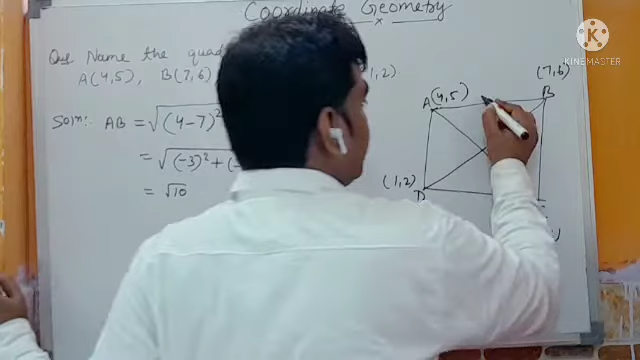 Coordinate Geometry
x
Que Name the quad
A(4,5), B(7,6) 1,2)
Soln:- AB = √(4-7)²
= √(-3)² + (
= √10
A(4,5)
(7,6)
B
(1,2)
D
KINEMASTER